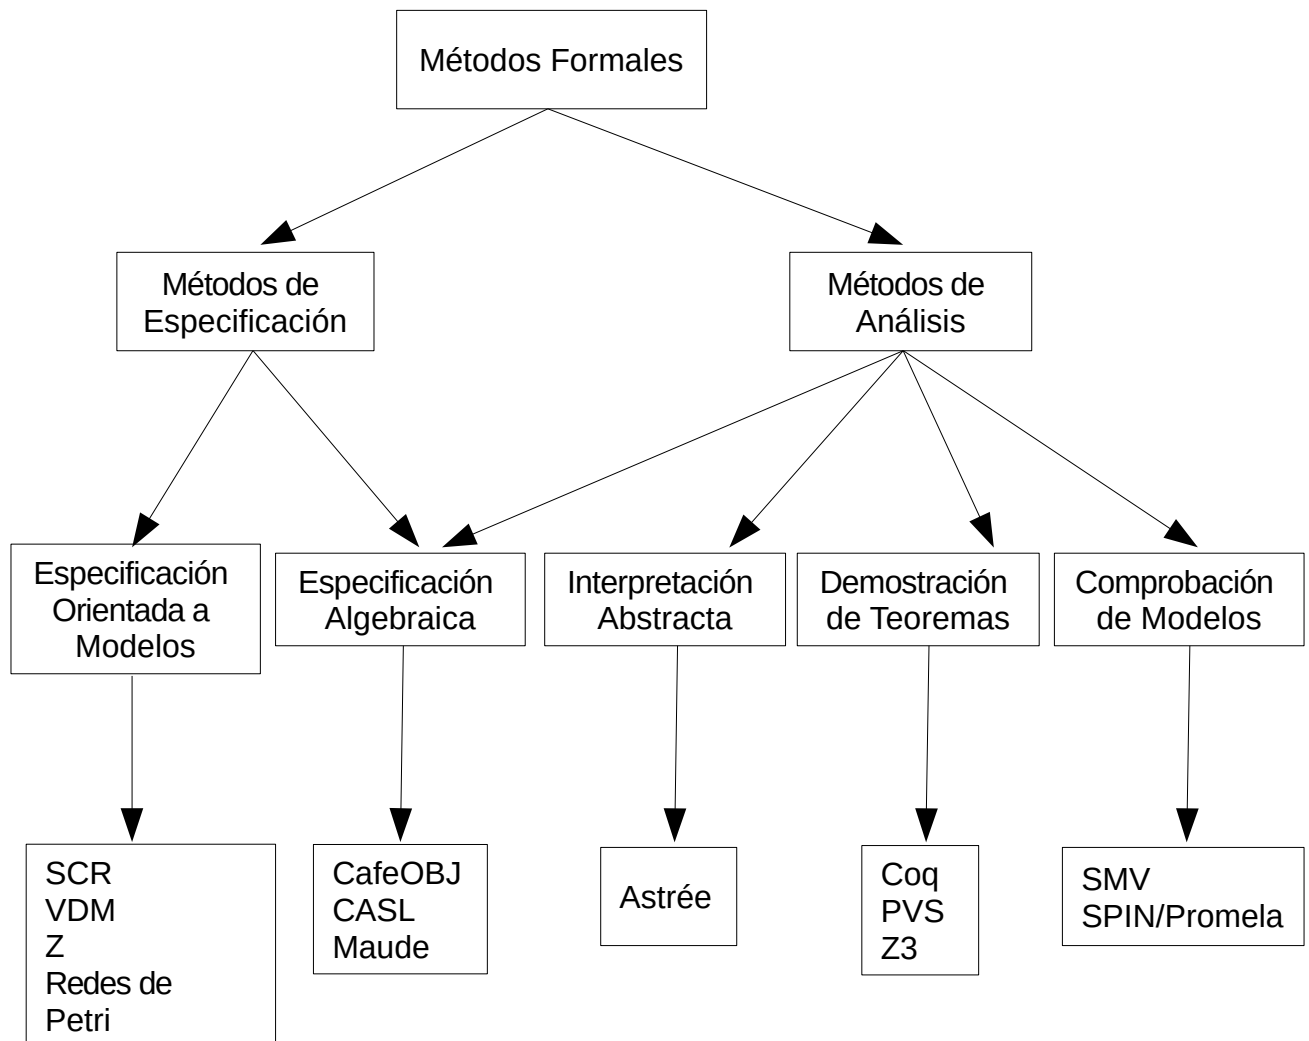 Métodos Formales
Métodos de
Especificación
Métodos de
Análisis
Especificación
Orientada a
Modelos
Especificación
Algebraica
Interpretación
Abstracta
Demostración
de Teoremas
Comprobación
de Modelos
SCR
VDM
Z
Redes de
Petri
CafeOBJ
CASL
Maude
Astrée
Coq
PVS
Z3
SMV
SPIN/Promela